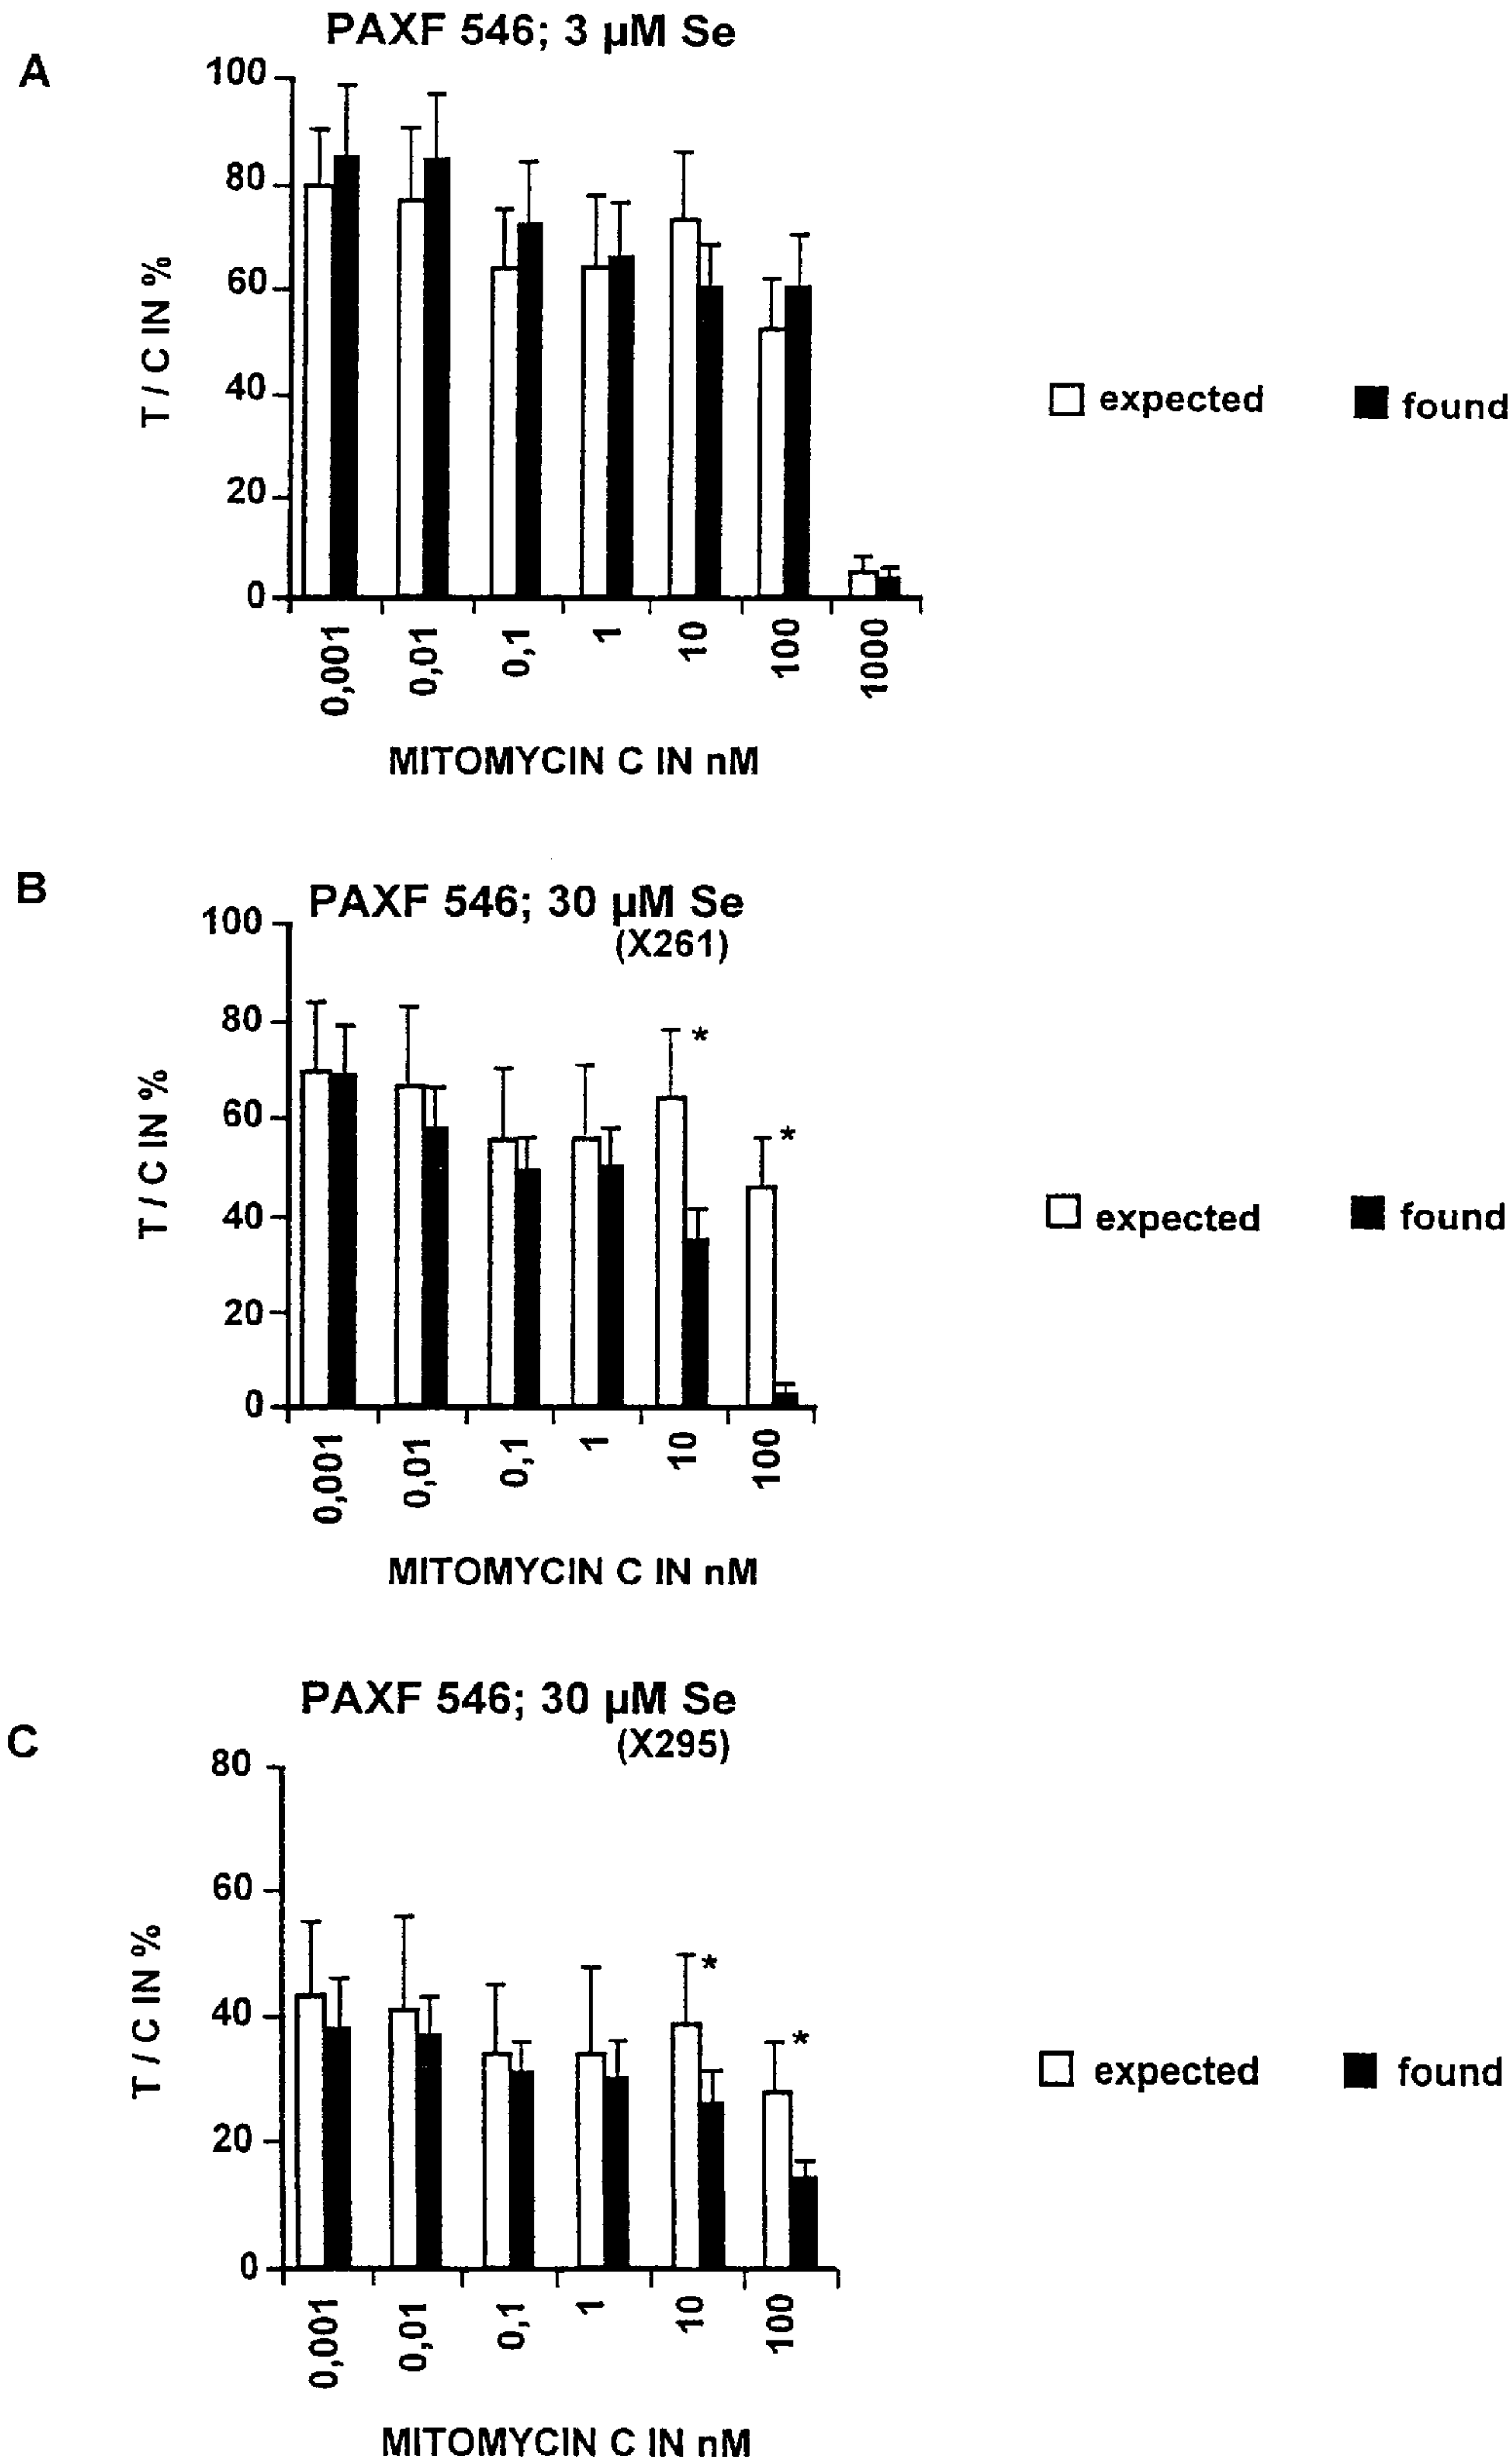 A
PAXF 546; 3 µM Se
100
80
60
40
20
0
T / C IN %
0,001
0,01
0,1
1
10
100
1000
MITOMYCIN C IN nM
expected
found
B
PAXF 546; 30 µM Se
(X261)
100
80
60
40
20
0
T / C IN %
*
*
0,001
0,01
0,1
1
10
100
MITOMYCIN C IN nM
expected
found
C
PAXF 546; 30 µM Se
(X295)
80
60
40
20
0
T / C IN %
*
*
0,001
0,01
0,1
1
10
100
MITOMYCIN C IN nM
expected
found